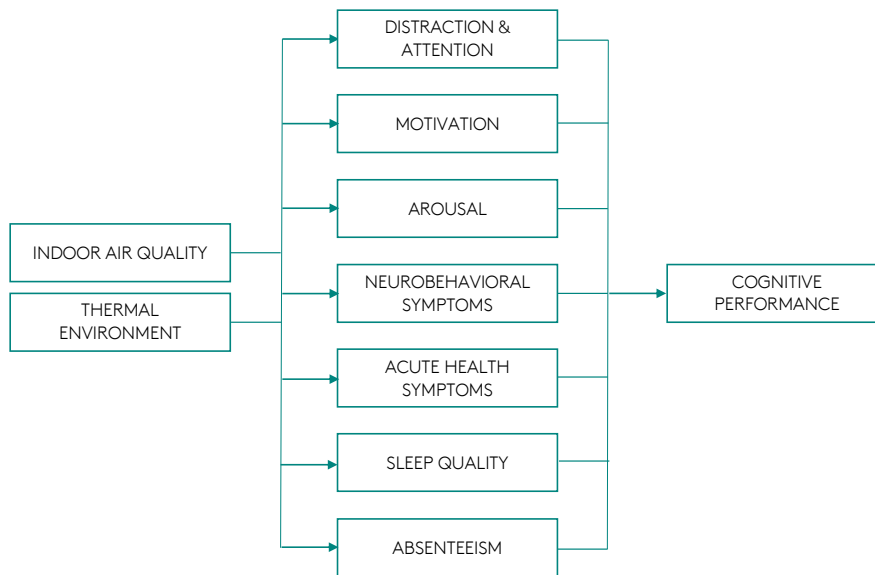 DISTRACTION &
ATTENTION
MOTIVATION
AROUSAL
INDOOR AIR QUALITY
THERMAL
ENVIRONMENT
NEUROBEHAVIORAL
SYMPTOMS
ACUTE HEALTH
SYMPTOMS
SLEEP QUALITY
ABSENTEEISM
COGNITIVE
PERFORMANCE